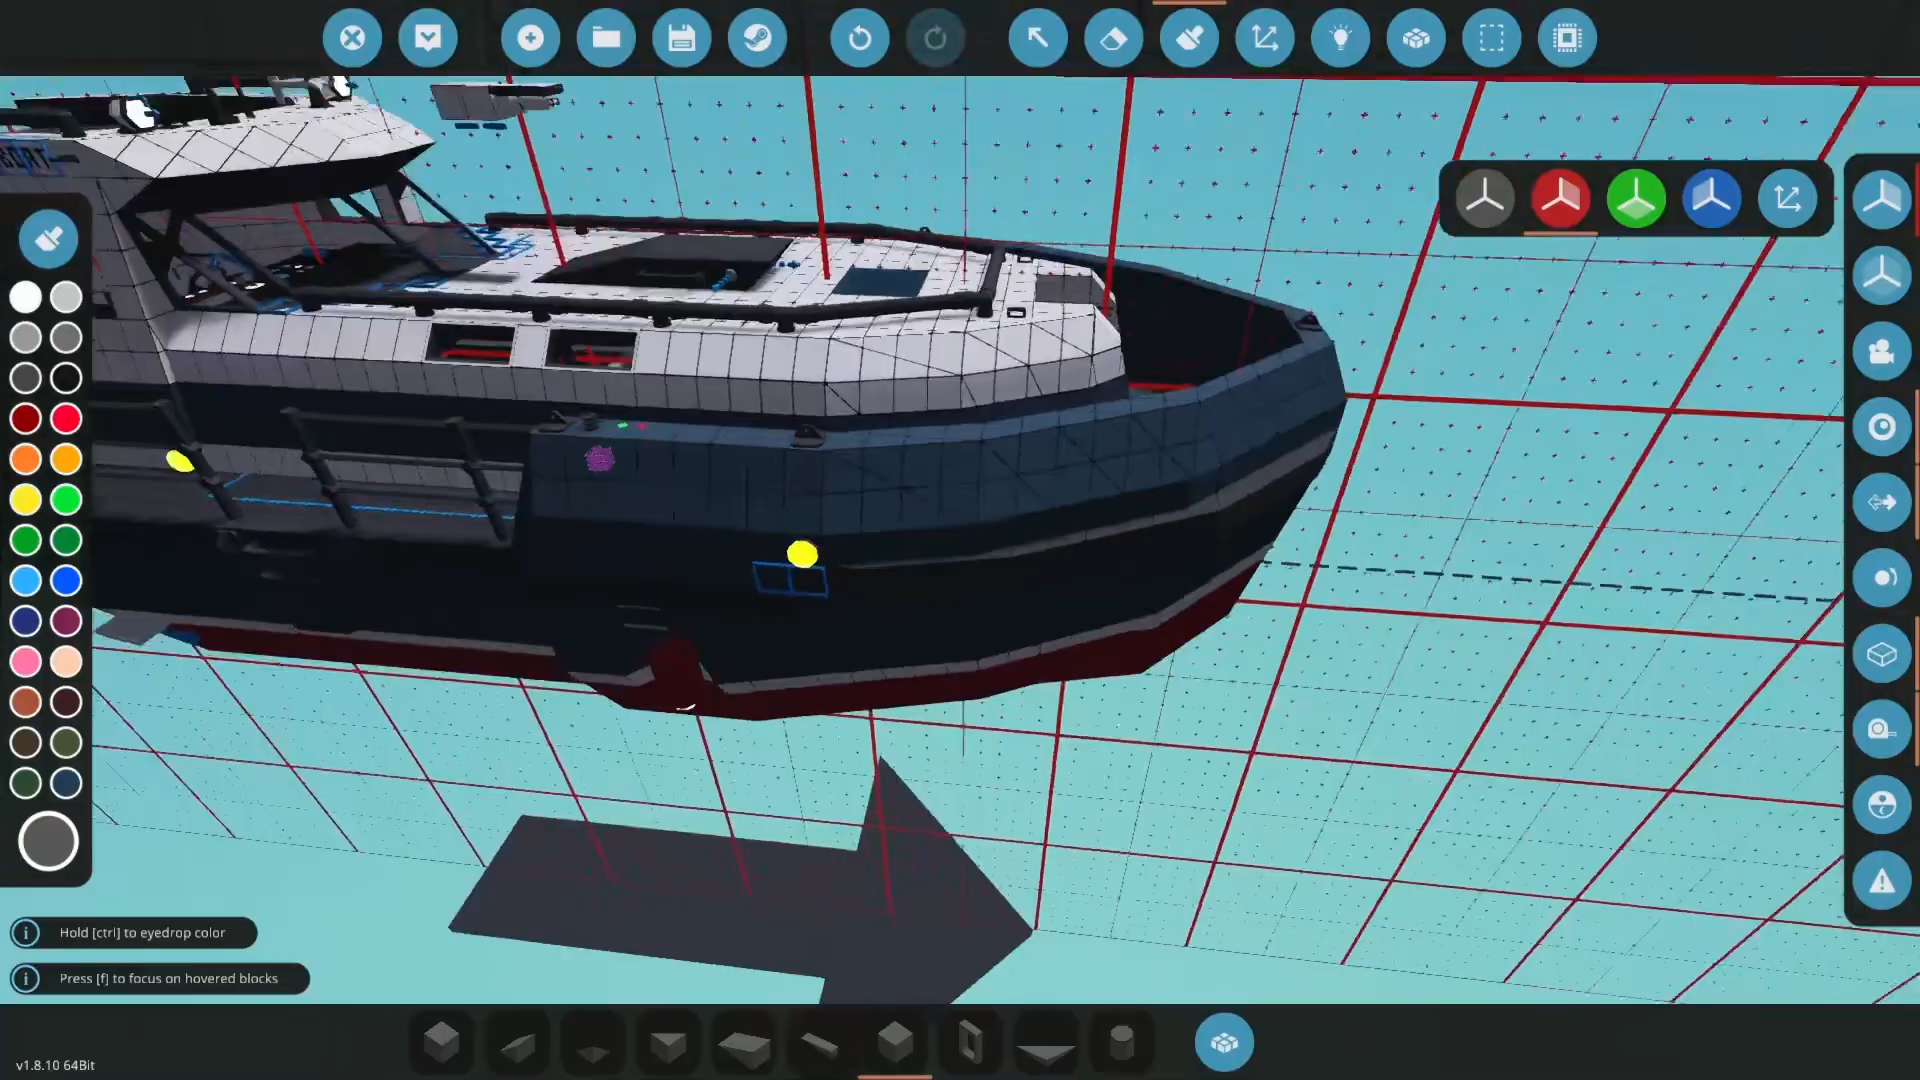 Hold [ctrl] to eyedrop color
Press [f] to focus on hovered blocks
v1.8.10 64Bit